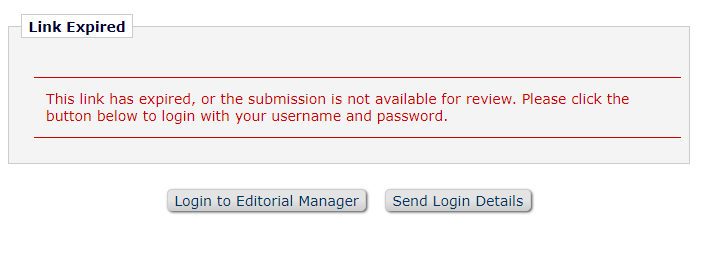 Link Expired
This link has expired, or the submission is not available for review. Please click the
button below to login with your username and password.
Login to Editorial Manager
Send Login Details